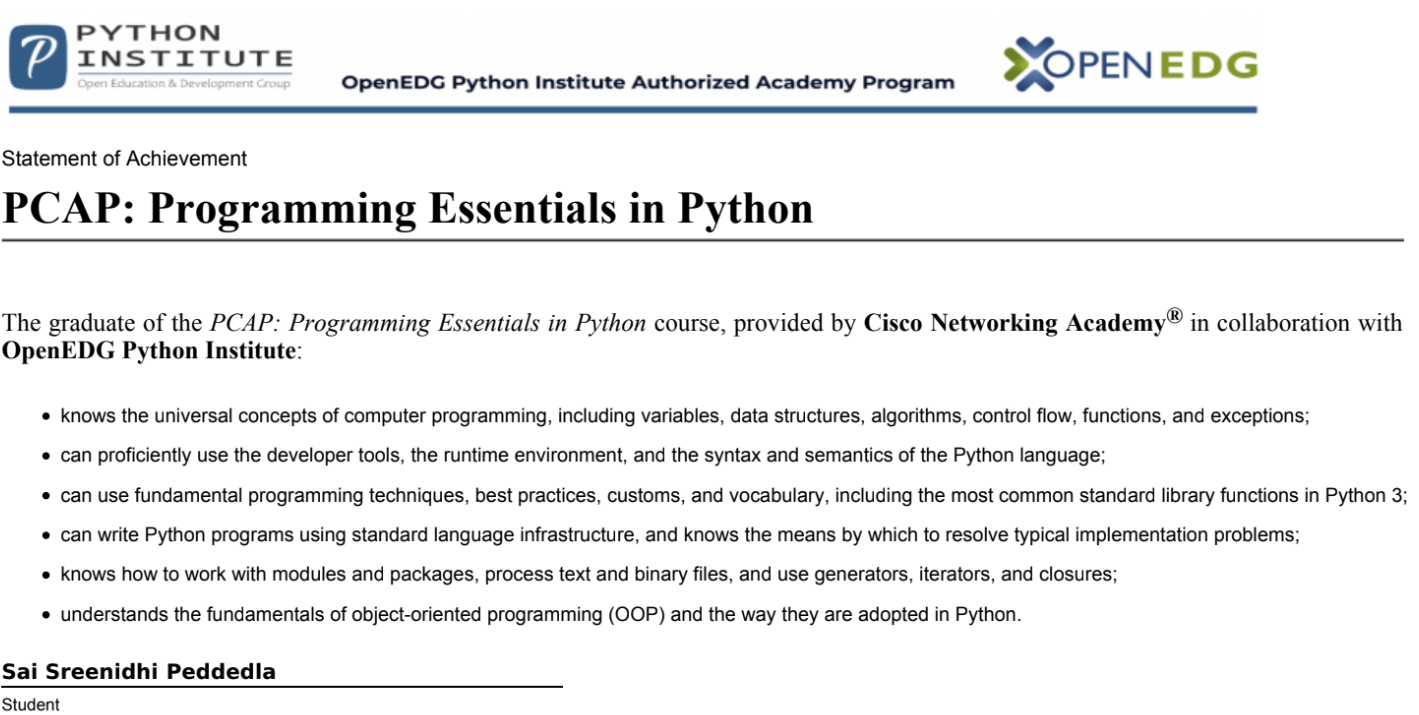 PYTHON
INSTITUTE
Open Education & Development Group
OpenEDG Python Institute Authorized Academy Program
OPENEDG
Statement of Achievement
PCAP: Programming Essentials in Python
The graduate of the PCAP: Programming Essentials in Python course, provided by Cisco Networking Academy® in collaboration with
OpenEDG Python Institute:
• knows the universal concepts of computer programming, including variables, data structures, algorithms, control flow, functions, and exceptions;
• can proficiently use the developer tools, the runtime environment, and the syntax and semantics of the Python language;
• can use fundamental programming techniques, best practices, customs, and vocabulary, including the most common standard library functions in Python 3;
• can write Python programs using standard language infrastructure, and knows the means by which to resolve typical implementation problems;
• knows how to work with modules and packages, process text and binary files, and use generators, iterators, and closures;
• understands the fundamentals of object-oriented programming (OOP) and the way they are adopted in Python.
Sai Sreenidhi Peddedla
Student